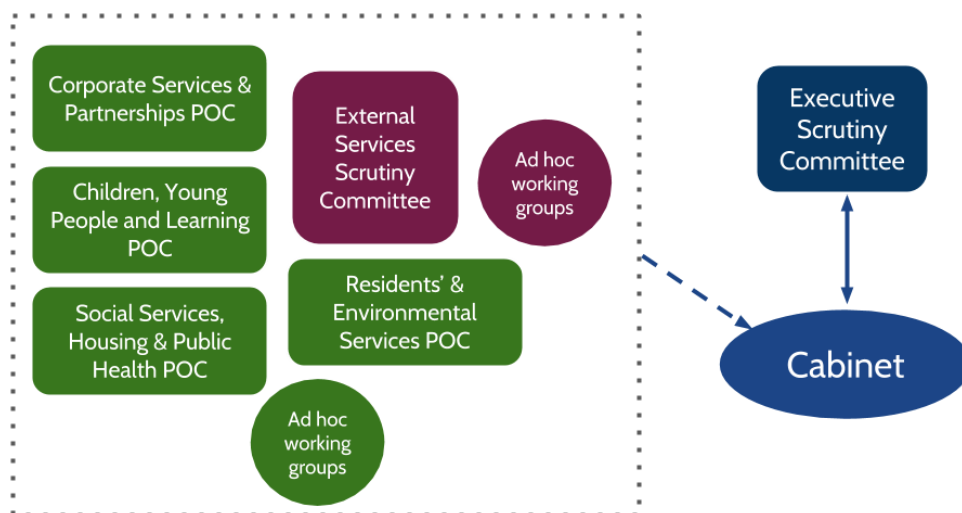 Corporate Services &
Partnerships POC
Children, Young
People and Learning
POC
Social Services,
Housing & Public
Health POC
External
Services
Scrutiny
Committee
Ad hoc
working
groups
Residents’ &
Environmental
Services POC
Ad hoc
working
groups
Executive
Scrutiny
Committee
Cabinet